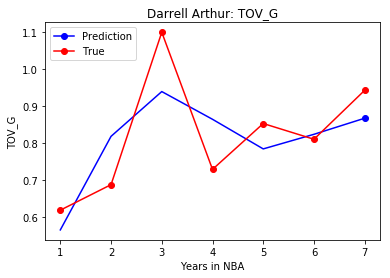 Darrell Arthur: TOV_G
Prediction
True
TOV_G
1.1
1.0
0.9
0.8
0.7
0.6
1 2 3 4 5 6 7
Years in NBA